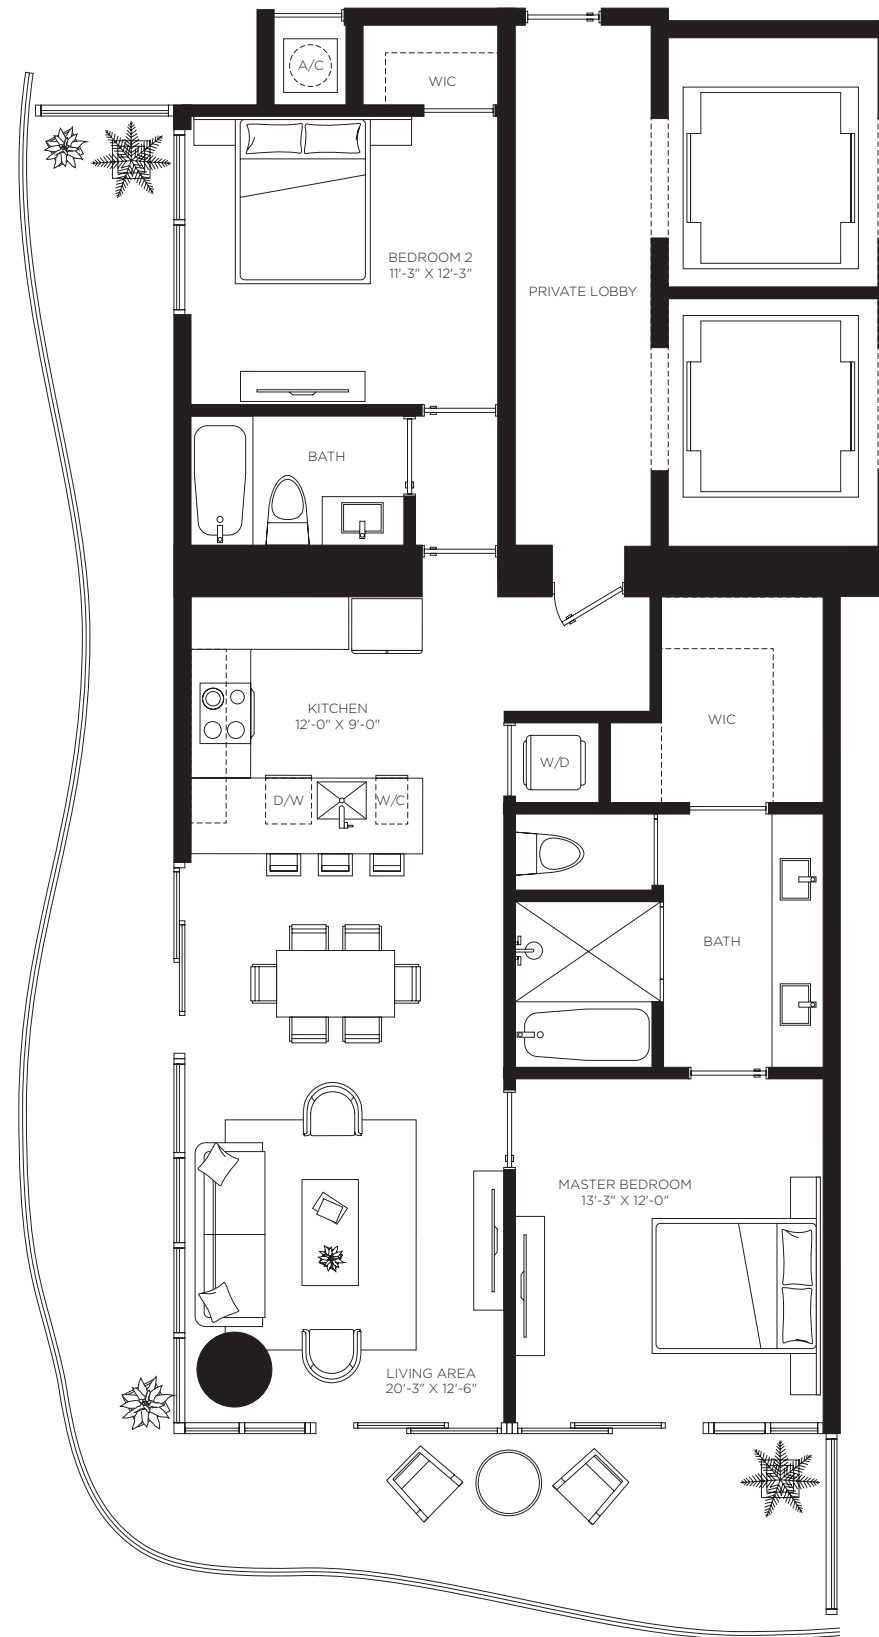 A/C
WIC
BEDROOM 2
11'-3" X 12'-3"
PRIVATE LOBBY
BATH
KITCHEN
12'-0" X 9'-0"
WIC
W/D
D/W
W/C
BATH
MASTER BEDROOM
13'-3" X 12'-0"
LIVING AREA
20'-3" X 12'-6"